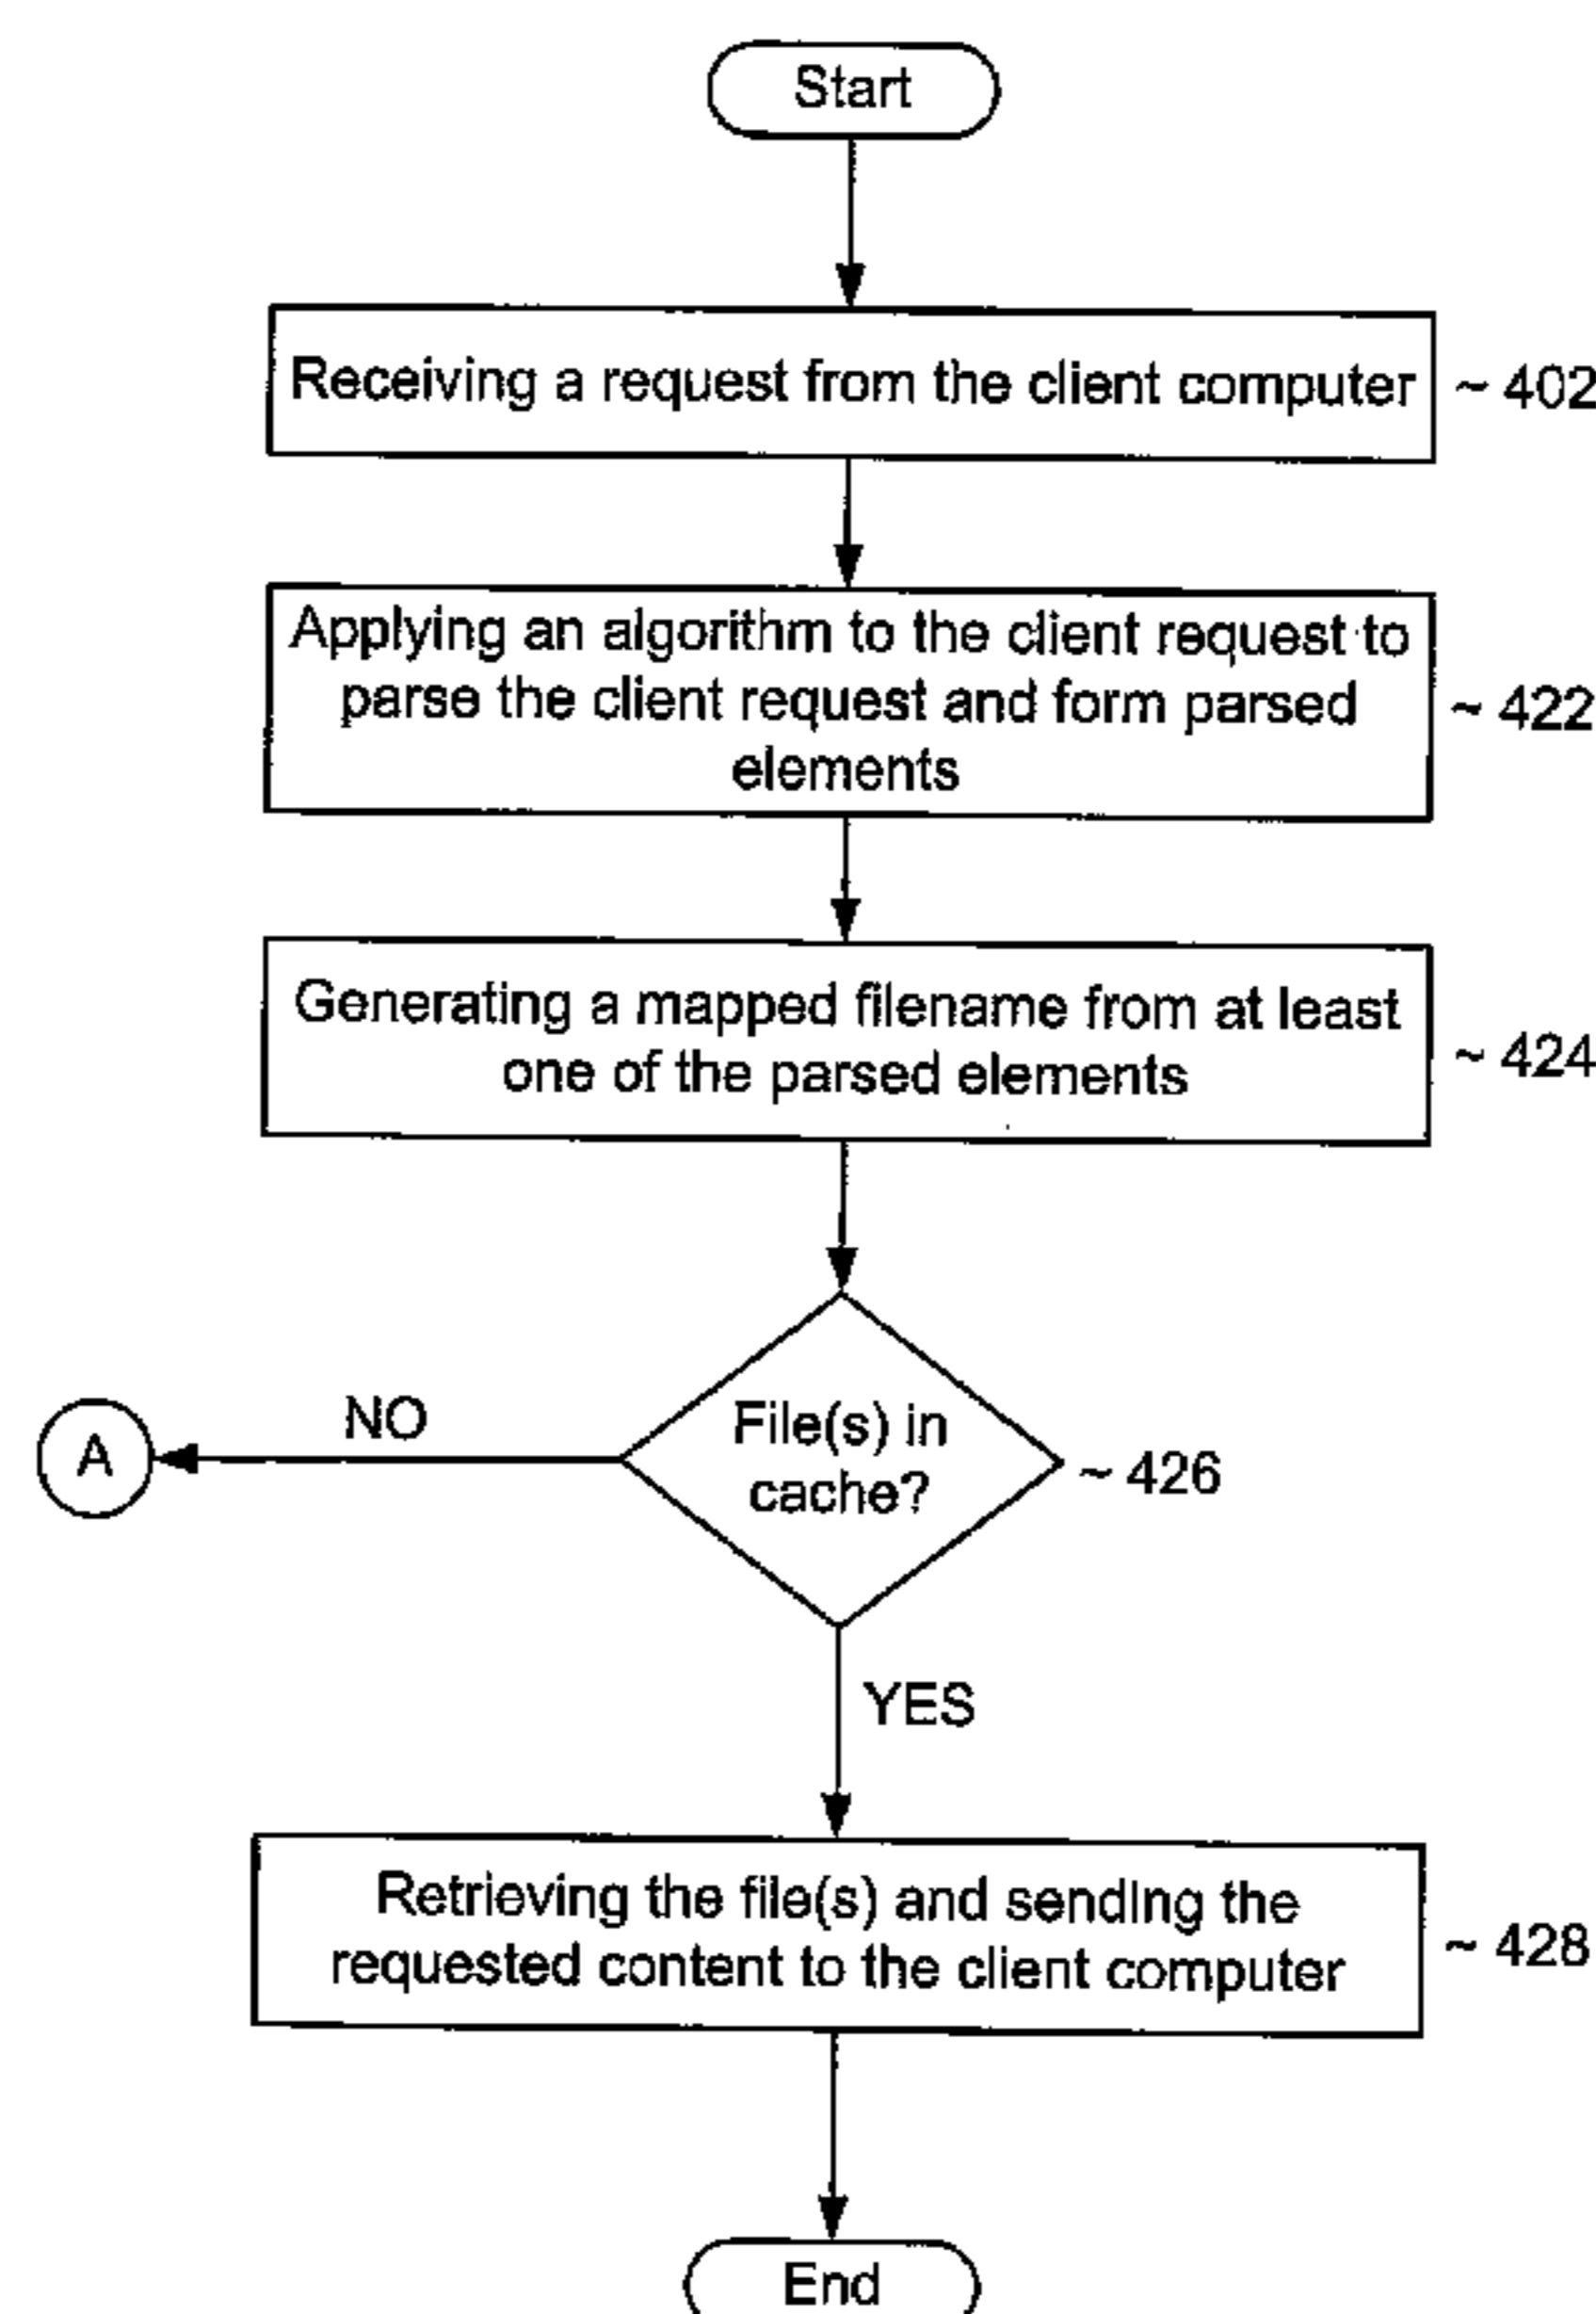 Start
Receiving a request from the client computer ~ 402
Applying an algorithm to the client request to
parse the client request and form parsed
elements
~ 422
Generating a mapped filename from at least
one of the parsed elements
~ 424
File(s) in
cache?
~ 426
NO
A
YES
Retrieving the file(s) and sending the
requested content to the client computer
~ 428
End